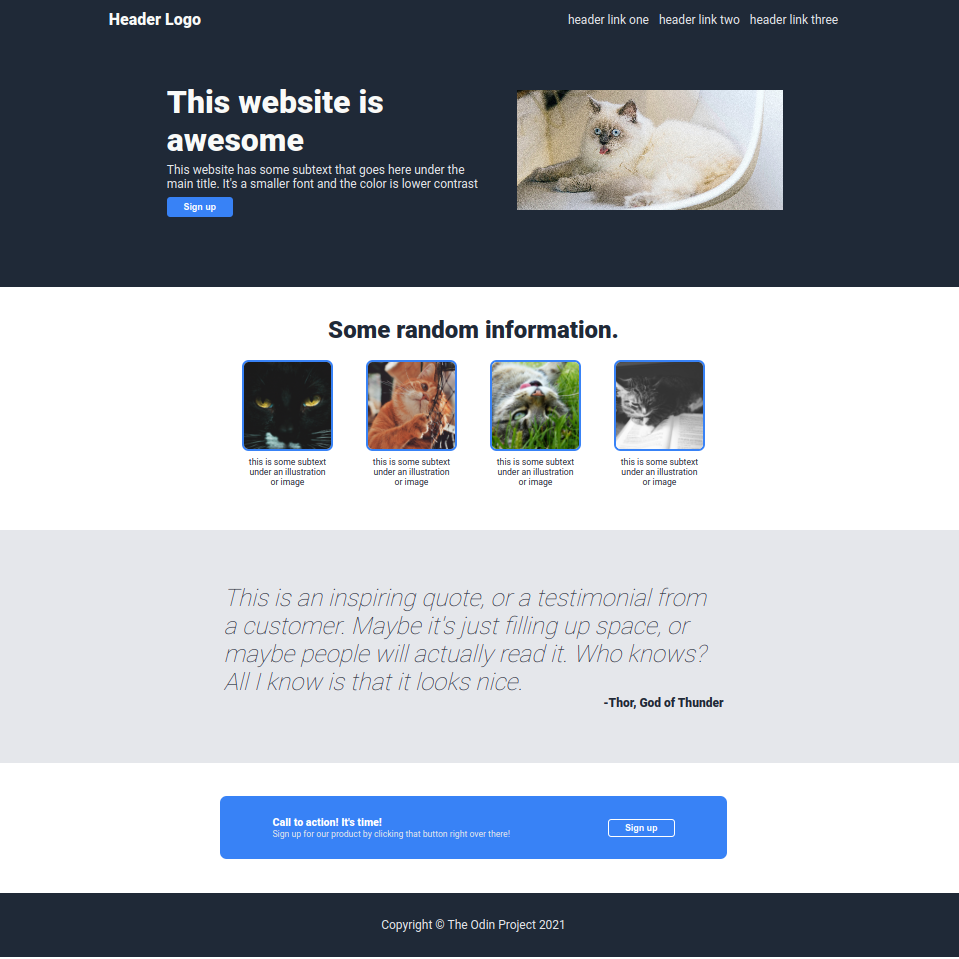 Header Logo
header link one header link two header link three
This website is
awesome
This website has some subtext that goes here under the
main title. It's a smaller font and the color is lower contrast
Sign up
Some random information.
this is some subtext
under an illustration
or image
this is some subtext
under an illustration
or image
this is some subtext
under an illustration
or image
this is some subtext
under an illustration
or image
This is an inspiring quote, or a testimonial from
a customer. Maybe it's just filling up space, or
maybe people will actually read it. Who knows?
All I know is that it looks nice.
-Thor, God of Thunder
Call to action! It's time!
Sign up for our product by clicking that button right over there!
Sign up
Copyright © The Odin Project 2021